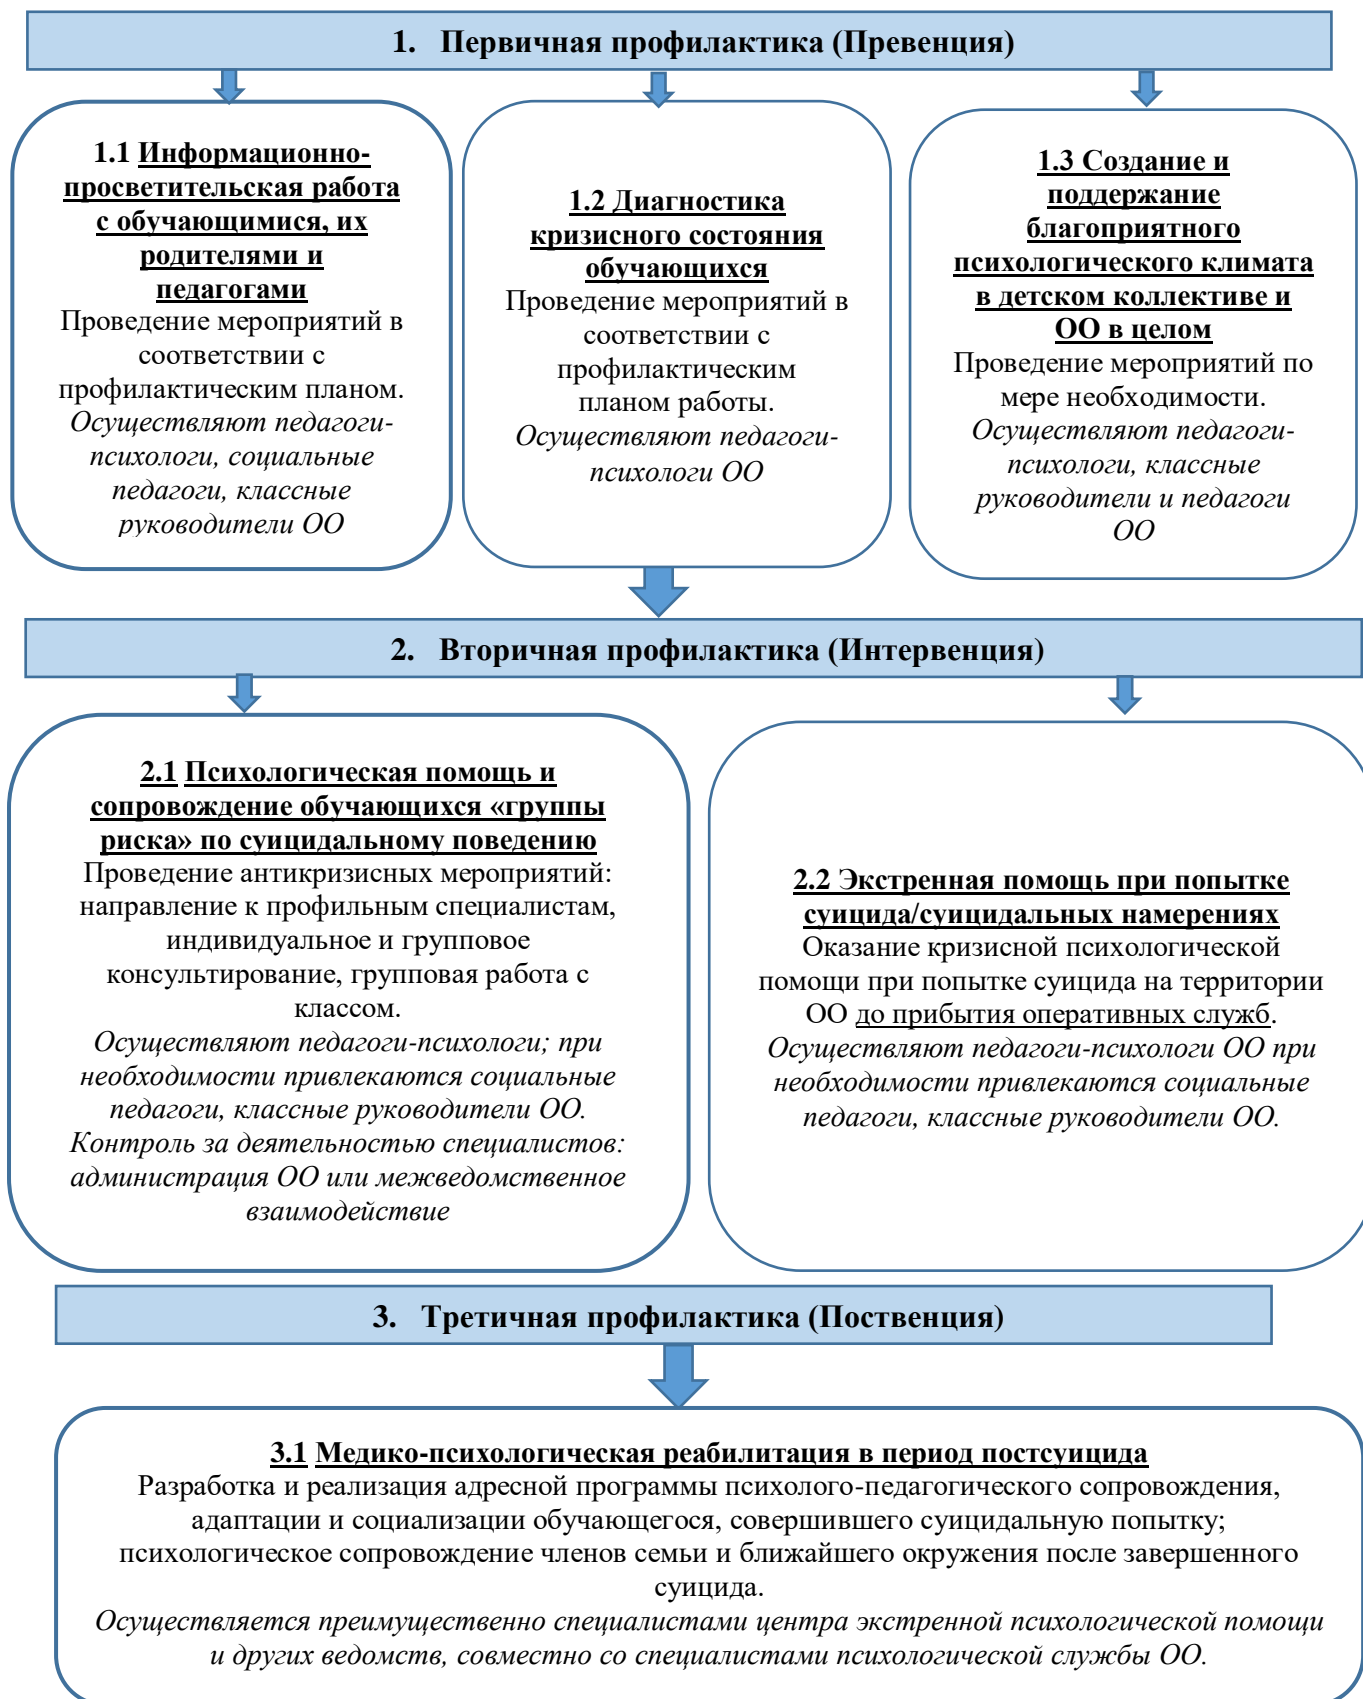 1. Первичная профилактика (Превенция)
1.1 Информационно-
просветительская работа
с обучающимися, их
родителями и
педагогами
Проведение мероприятий в
соответствии с
профилактическим планом.
Осуществляют педагоги-
психологи, социальные
педагоги, классные
руководители ОО
1.2 Диагностика
кризисного состояния
обучающихся
Проведение мероприятий в
соответствии с
профилактическим
планом работы.
Осуществляют педагоги-
психологи ОО
1.3 Создание и
поддержание
благоприятного
психологического климата
в детском коллективе и
ОО в целом
Проведение мероприятий по
мере необходимости.
Осуществляют педагоги-
психологи, классные
руководители и педагоги
ОО
2. Вторичная профилактика (Интервенция)
2.1 Психологическая помощь и
сопровождение обучающихся «группы
риска» по суицидальному поведению
Проведение антикризисных мероприятий:
направление к профильным специалистам,
индивидуальное и групповое
консультирование, групповая работа с
классом.
Осуществляют педагоги-психологи; при
необходимости привлекаются социальные
педагоги, классные руководители ОО.
Контроль за деятельностью специалистов:
администрация ОО или межведомственное
взаимодействие
2.2 Экстренная помощь при попытке
суицида/суицидальных намерениях
Оказание кризисной психологической
помощи при попытке суицида на территории
ОО до прибытия оперативных служб.
Осуществляют педагоги-психологи ОО при
необходимости привлекаются социальные
педагоги, классные руководители ОО.
3. Третичная профилактика (Поственция)
3.1 Медико-психологическая реабилитация в период постсуицида
Разработка и реализация адресной программы психолого-педагогического сопровождения,
адаптации и социализации обучающегося, совершившего суицидальную попытку;
психологическое сопровождение членов семьи и ближайшего окружения после завершенного
суицида.
Осуществляется преимущественно специалистами центра экстренной психологической помощи
и других ведомств, совместно со специалистами психологической службы ОО.